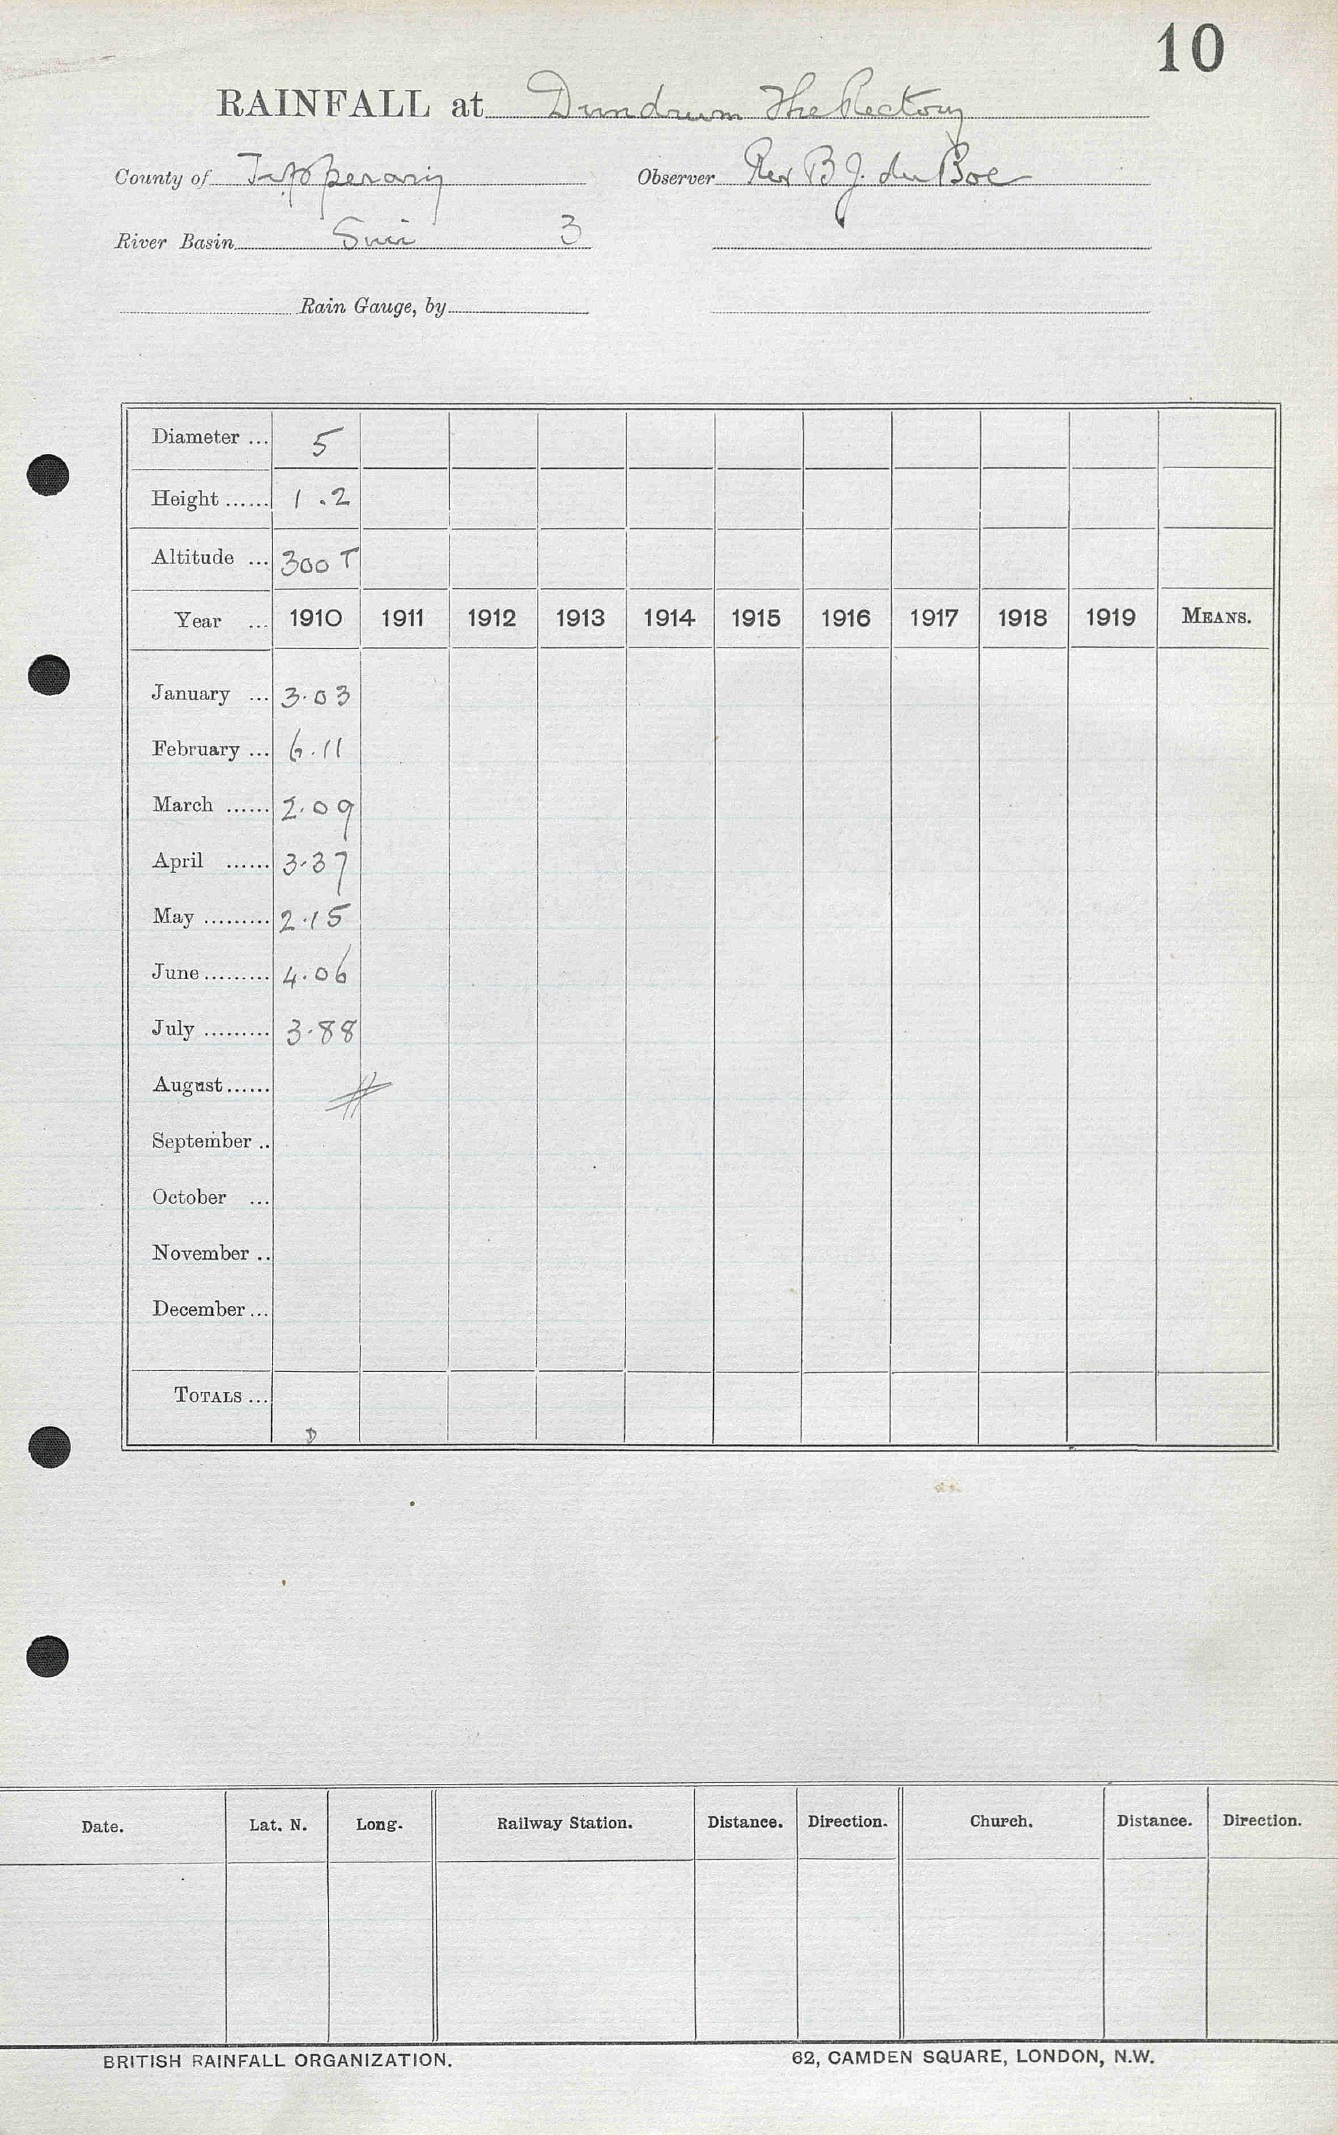 10
RAINFALL at Dundrum The Rectory
County of Tipperary Observer Rev B J. du Boe
River Basin Suir 3
Rain Gauge, by
Diameter ... 5
Height ...... 1.2
Altitude ... 300 T
Year ... 1910 1911 1912 1913 1914 1915 1916 1917 1918 1919 MEANS.
January ... 3.03
February ... 6.11
March ...... 2.09
April ...... 3.37
May ......... 2.15
June ......... 4.06
July ......... 3.88
August ......
September ..
October ...
November ..
December ...
TOTALS ...
D
Date. Lat. N. Long. Railway Station. Distance. Direction. Church. Distance. Direction.
BRITISH RAINFALL ORGANIZATION. 62, CAMDEN SQUARE, LONDON, N.W.